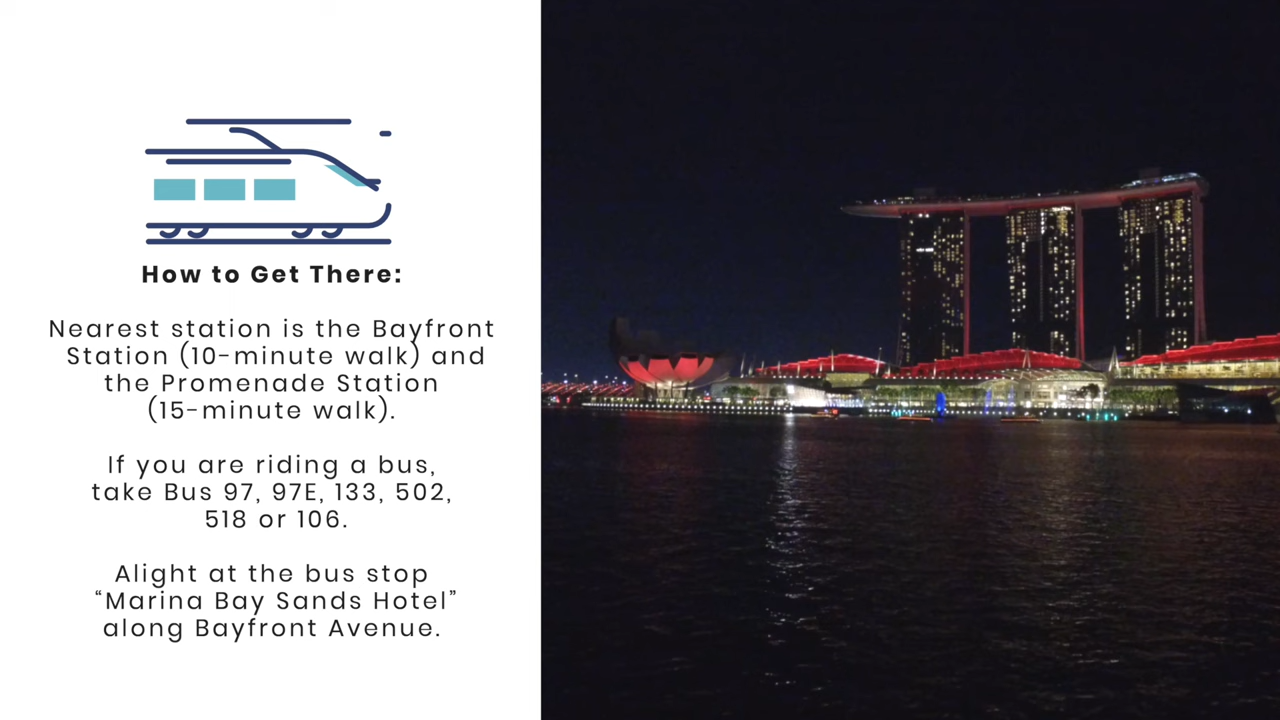 How to Get There:
Nearest station is the Bayfront
Station (10-minute walk) and
the Promenade Station
(15-minute walk).
If you are riding a bus,
take Bus 97, 97E, 133, 502,
518 or 106.
Alight at the bus stop
“Marina Bay Sands Hotel”
along Bayfront Avenue.